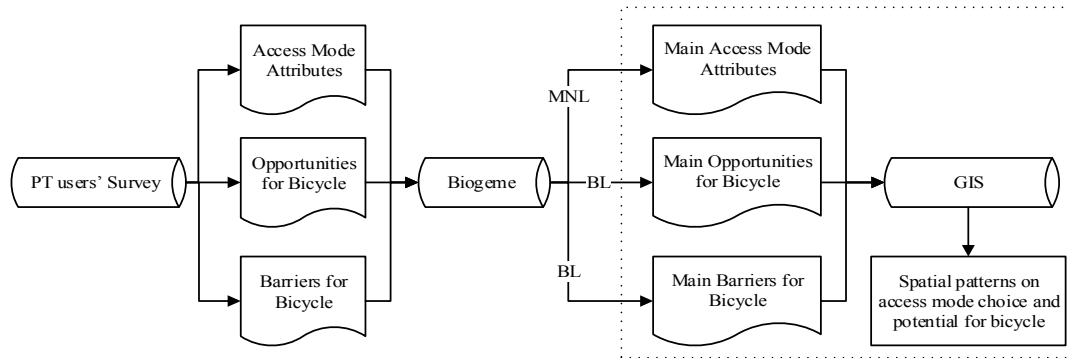 PT users’ Survey
Access Mode
Attributes
Opportunities
for Bicycle
Barriers for
Bicycle
Biogeme
MNL
BL
BL
Main Access Mode
Attributes
Main Opportunities
for Bicycle
Main Barriers for
Bicycle
GIS
Spatial patterns on
access mode choice and
potential for bicycle